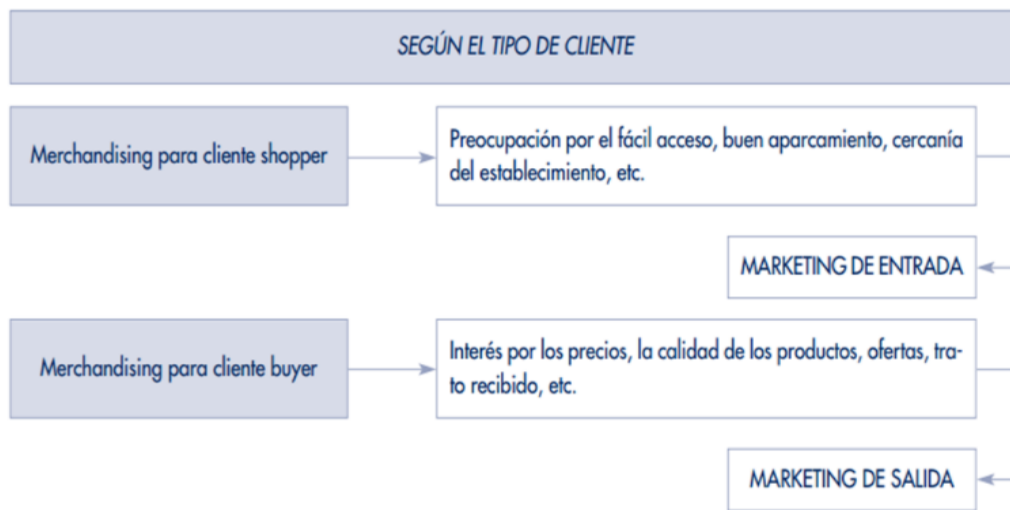 SEGÚN EL TIPO DE CLIENTE
Merchandising para cliente shopper
Preocupación por el fácil acceso, buen aparcamiento, cercanía
del establecimiento, etc.
MARKETING DE ENTRADA
Merchandising para cliente buyer
Interés por los precios, la calidad de los productos, ofertas, tra-
to recibido, etc.
MARKETING DE SALIDA